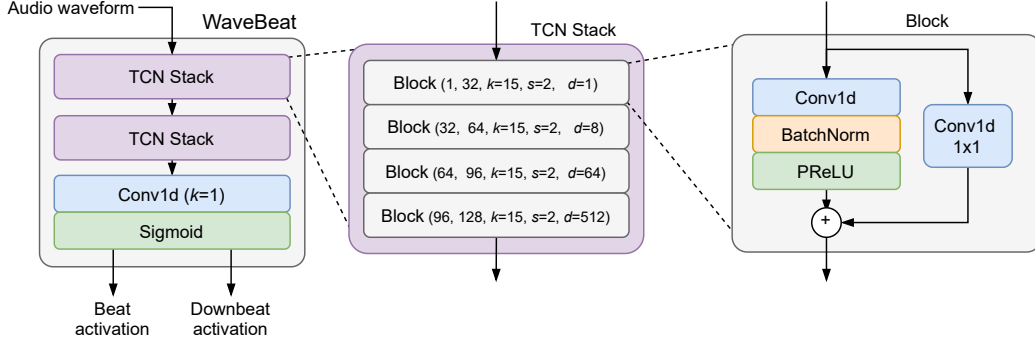 Audio waveform
WaveBeat
TCN Stack
TCN Stack
Conv1d (k=1)
Sigmoid
Beat
activation
Downbeat
activation
TCN Stack
Block (1, 32, k=15, s=2, d=1)
Block (32, 64, k=15, s=2, d=8)
Block (64, 96, k=15, s=2, d=64)
Block (96, 128, k=15, s=2, d=512)
Block
Conv1d
BatchNorm
PReLU
Conv1d
1x1
+